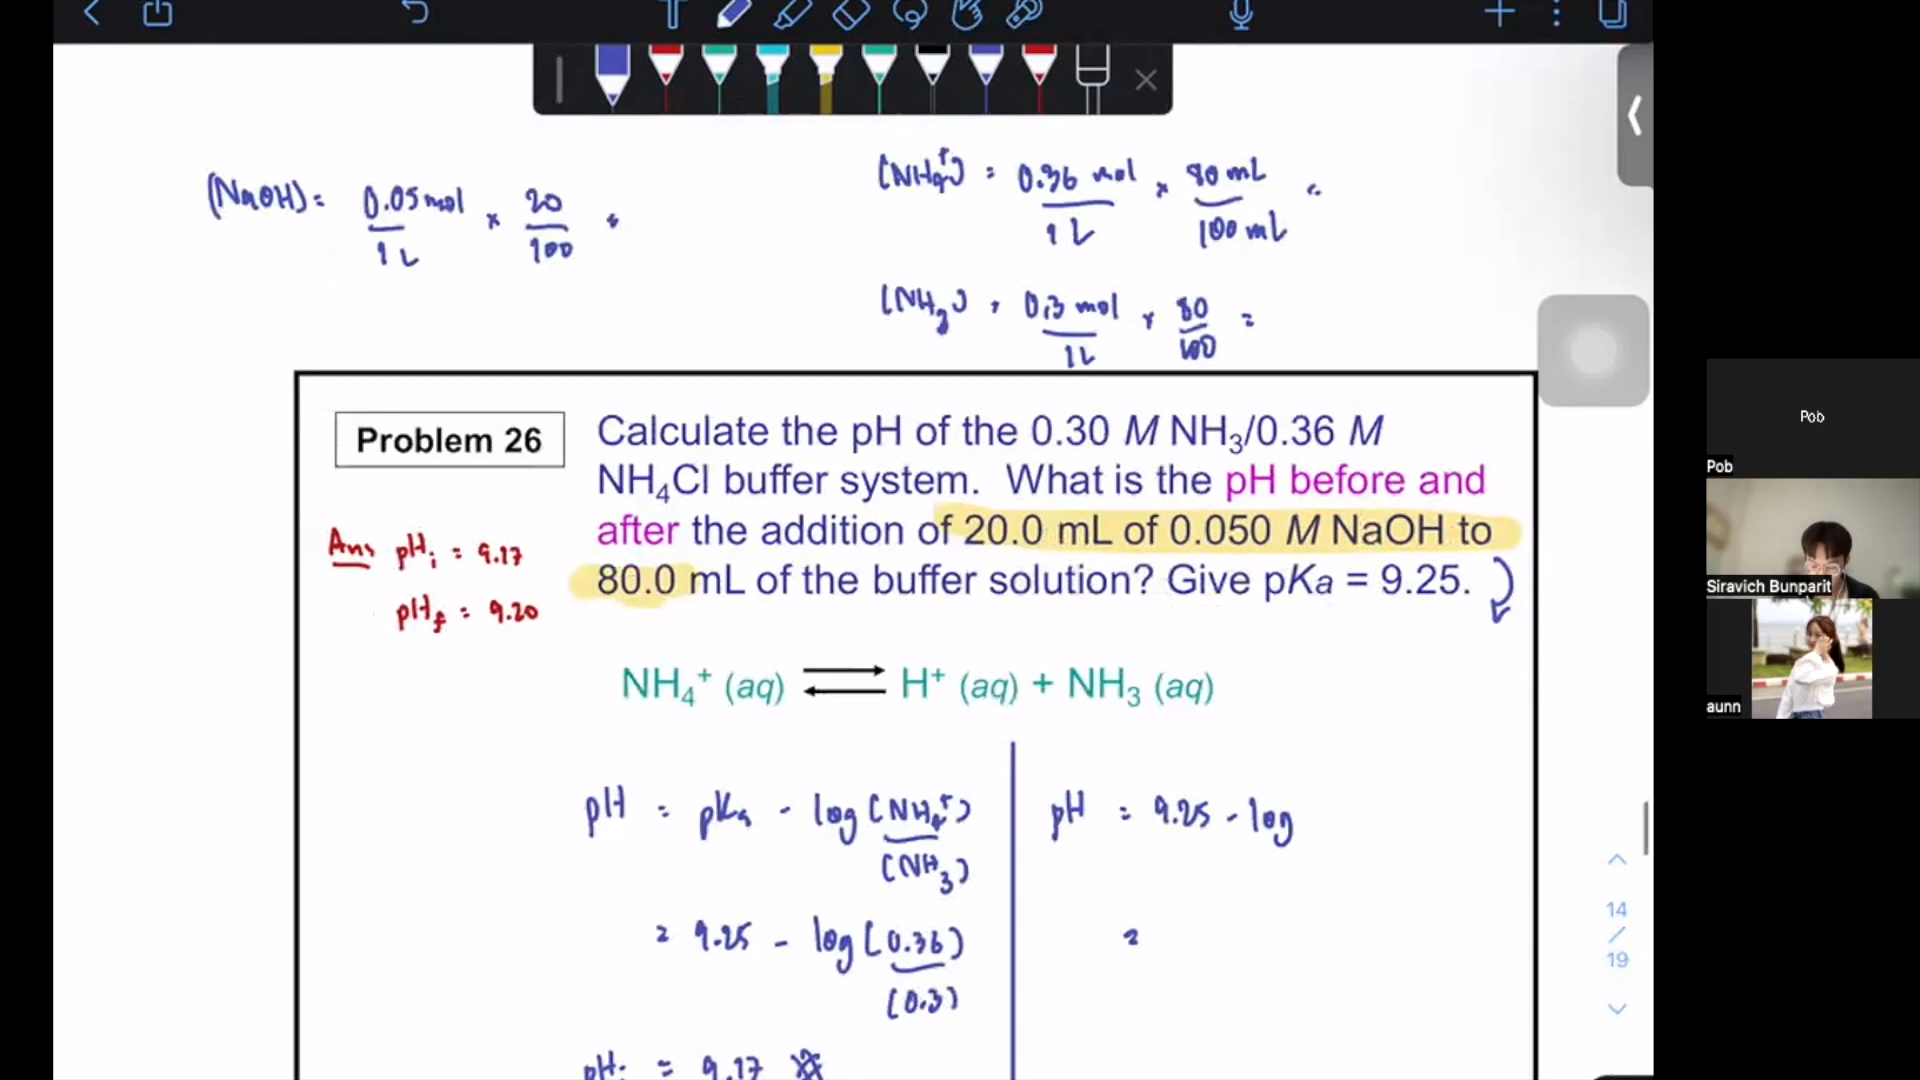 (NaOH) = 0.05 mol / 1 L × 20 / 100 =
[NH4+] = 0.36 mol / 1 L × 80 mL / 100 mL =
[NH3] = 0.3 mol / 1L × 80 / 100 =
Problem 26
Calculate the pH of the 0.30 M NH3/0.36 M
NH4Cl buffer system. What is the pH before and
after the addition of 20.0 mL of 0.050 M NaOH to
80.0 mL of the buffer solution? Give pKa = 9.25.
Ans pHi = 9.17
pHf = 9.20
NH4+ (aq) ⇌ H+ (aq) + NH3 (aq)
pH = pKa - log [NH4+] / [NH3]
= 9.25 - log (0.36) / (0.3)
pHi = 9.17
pH = 9.25 - log
=
14
/
19
Pob
Pob
Siravich Bunparit
aunn